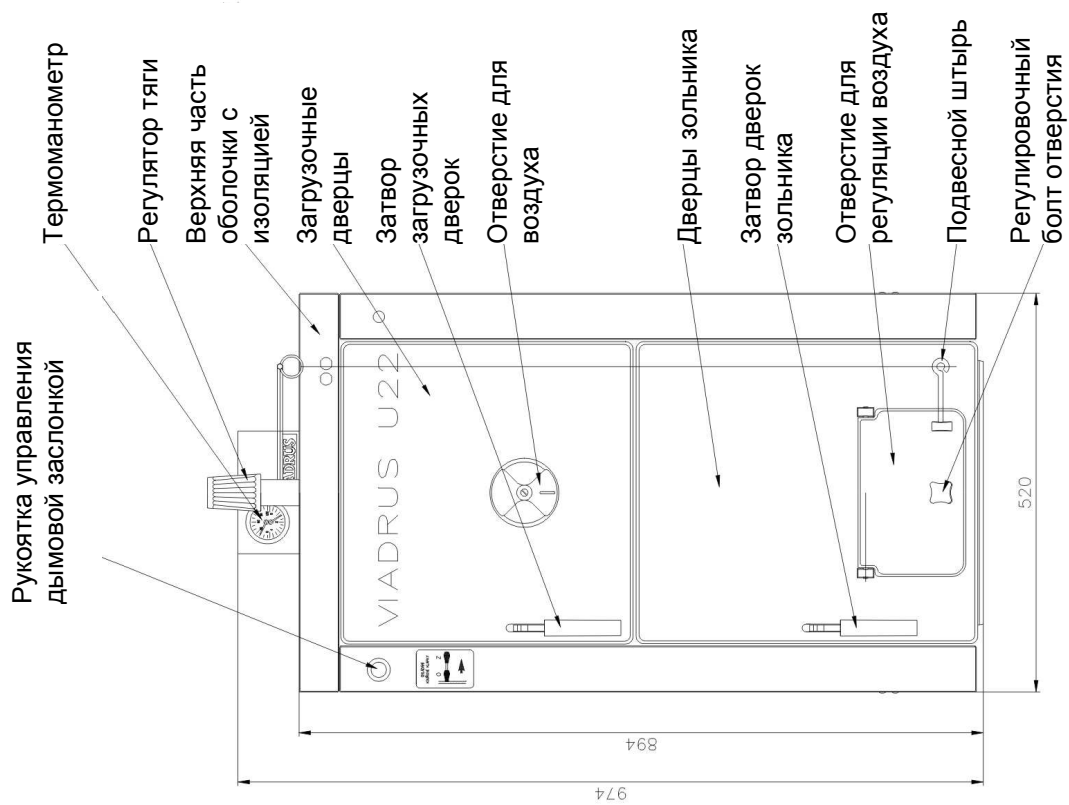 Рукоятка управления
дымовой заслонкой
Термоманометр
Регулятор тяги
Верхняя часть
оболочки с
изоляцией
Загрузочные
дверцы
Затвор
загрузочных
дверок
Отверстие для
воздуха
Дверцы зольника
Затвор дверок
зольника
Отверстие для
регуляции воздуха
Подвесной штырь
Регулировочный
болт отверстия
VIADRUS U22
O Z
894
974
520